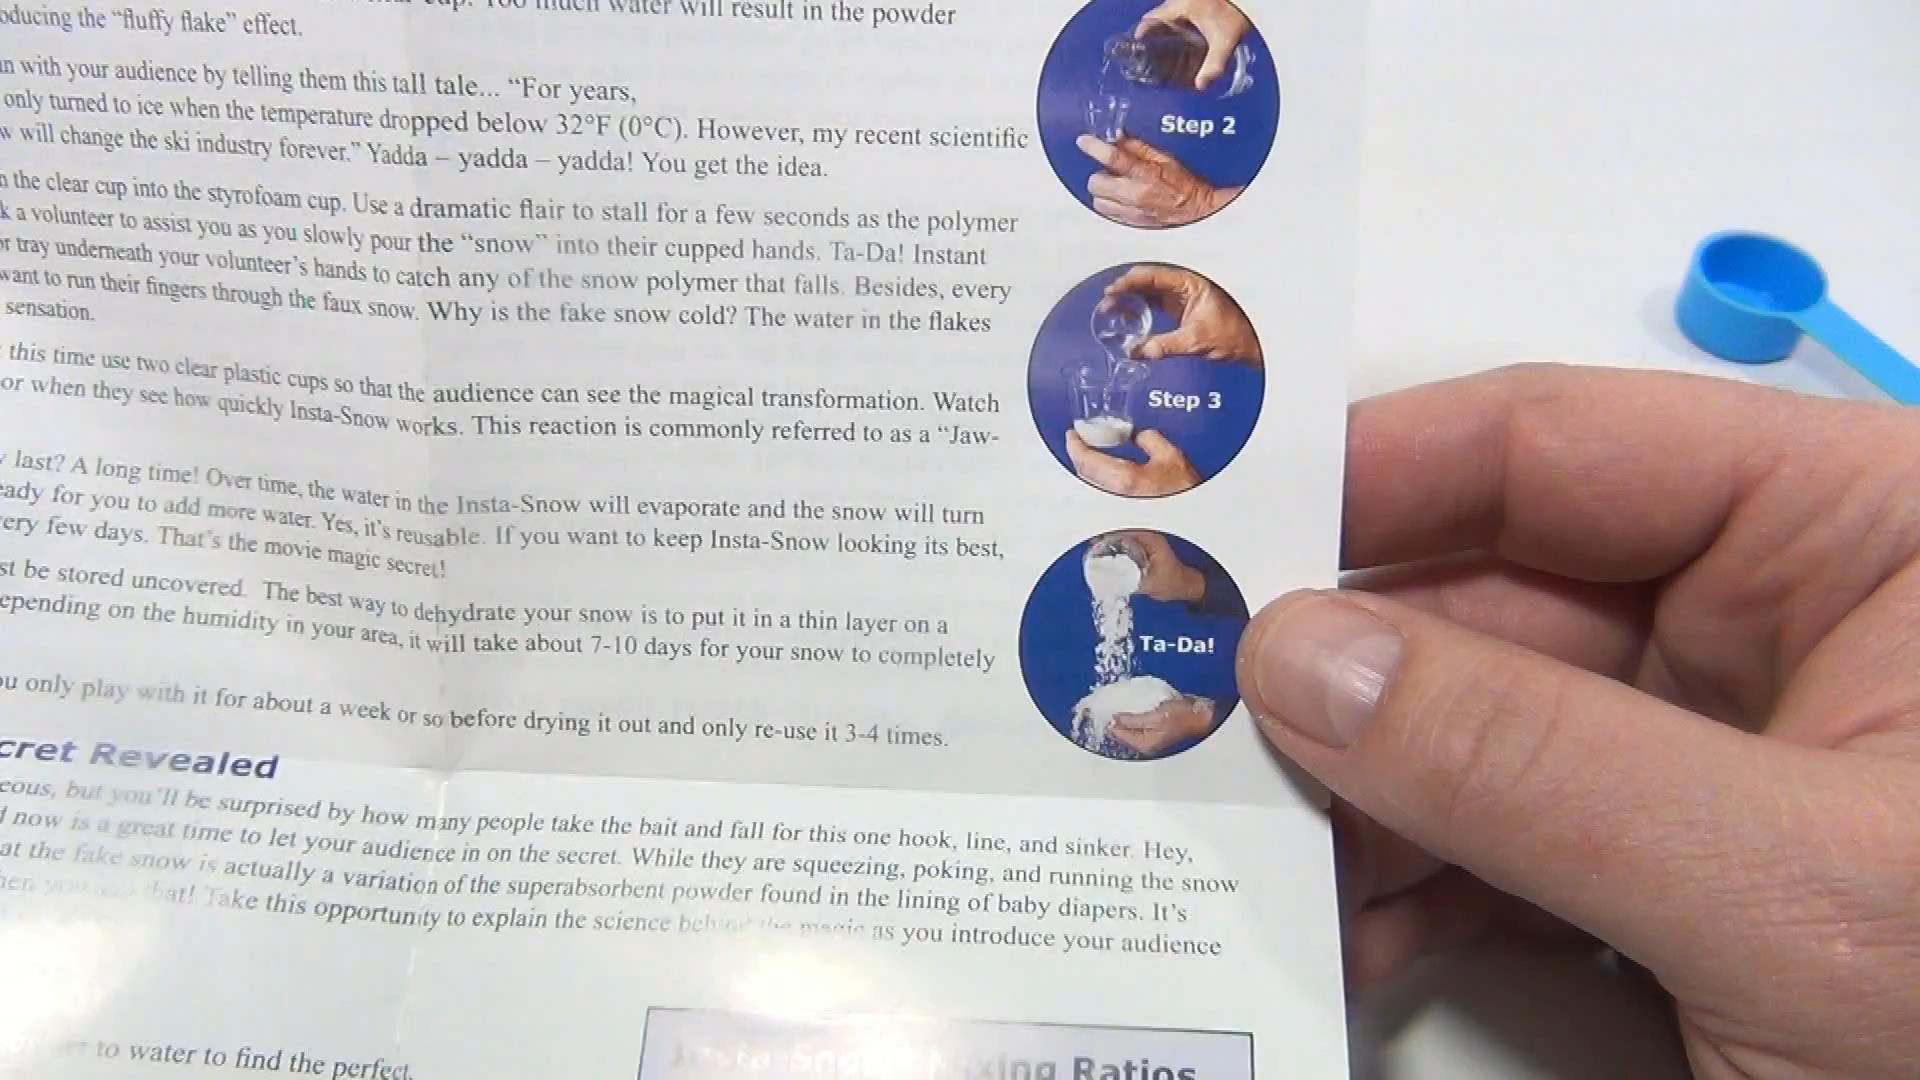 cup. Too much water will result in the powder
oducing the “fluffy flake” effect.
with your audience by telling them this tall tale... “For years,
only turned to ice when the temperature dropped below 32°F (0°C). However, my recent scientific
w will change the ski industry forever.” Yadda – yadda – yadda! You get the idea.
the clear cup into the styrofoam cup. Use a dramatic flair to stall for a few seconds as the polymer
k a volunteer to assist you as you slowly pour the “snow” into their cupped hands. Ta-Da! Instant
or tray underneath your volunteer’s hands to catch any of the snow polymer that falls. Besides, every
want to run their fingers through the faux snow. Why is the fake snow cold? The water in the flakes
sensation.
this time use two clear plastic cups so that the audience can see the magical transformation. Watch
or when they see how quickly Insta-Snow works. This reaction is commonly referred to as a “Jaw-
last? A long time! Over time, the water in the Insta-Snow will evaporate and the snow will turn
eady for you to add more water. Yes, it’s reusable. If you want to keep Insta-Snow looking its best,
ery few days. That’s the movie magic secret!
st be stored uncovered. The best way to dehydrate your snow is to put it in a thin layer on a
epending on the humidity in your area, it will take about 7-10 days for your snow to completely
ou only play with it for about a week or so before drying it out and only re-use it 3-4 times.
Step 2
Step 3
Ta-Da!
cret Revealed
eous, but you’ll be surprised by how many people take the bait and fall for this one hook, line, and sinker. Hey,
d now is a great time to let your audience in on the secret. While they are squeezing, poking, and running the snow
at the fake snow is actually a variation of the superabsorbent powder found in the lining of baby diapers. It’s
that! Take this opportunity to explain the science behind the magic as you introduce your audience
to water to find the perfect.
Insta-Snow Mixing Ratios